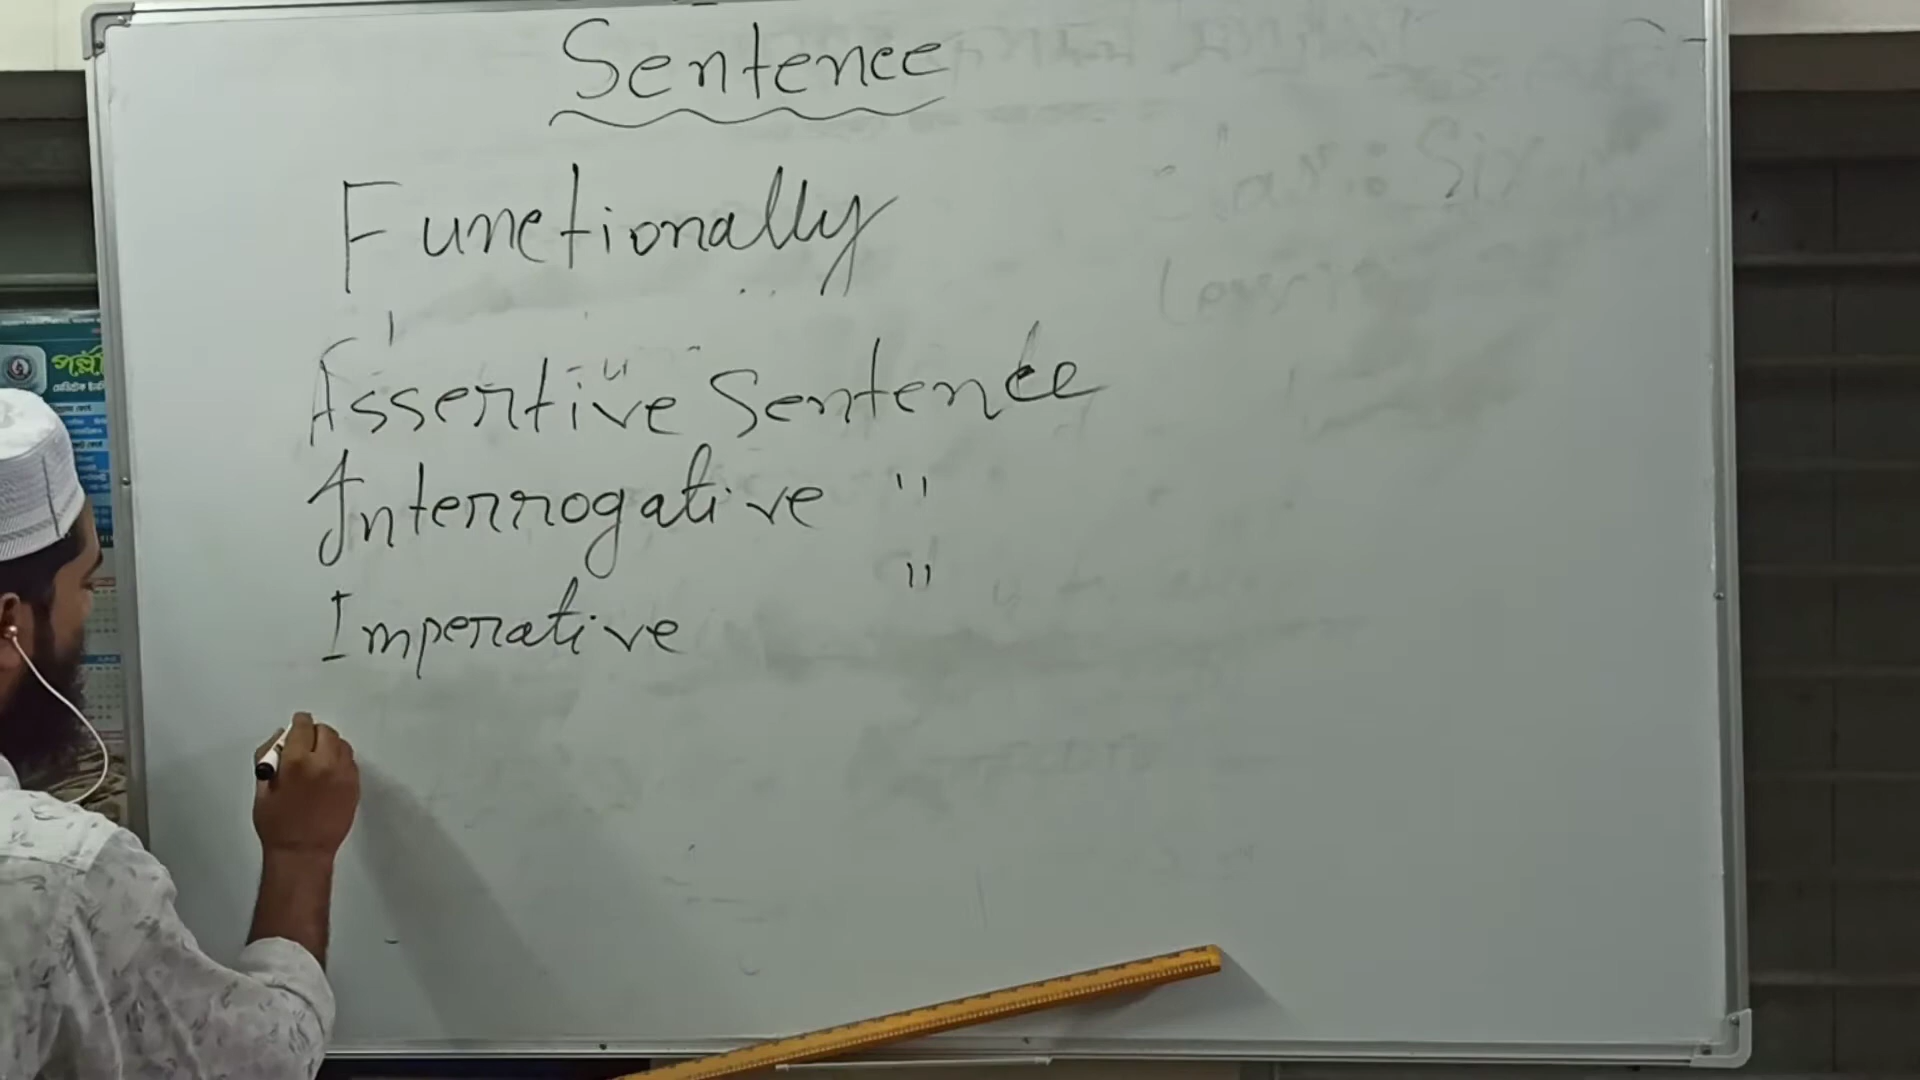 Sentence
Functionally
Assertive Sentence
Interrogative "
Imperative "